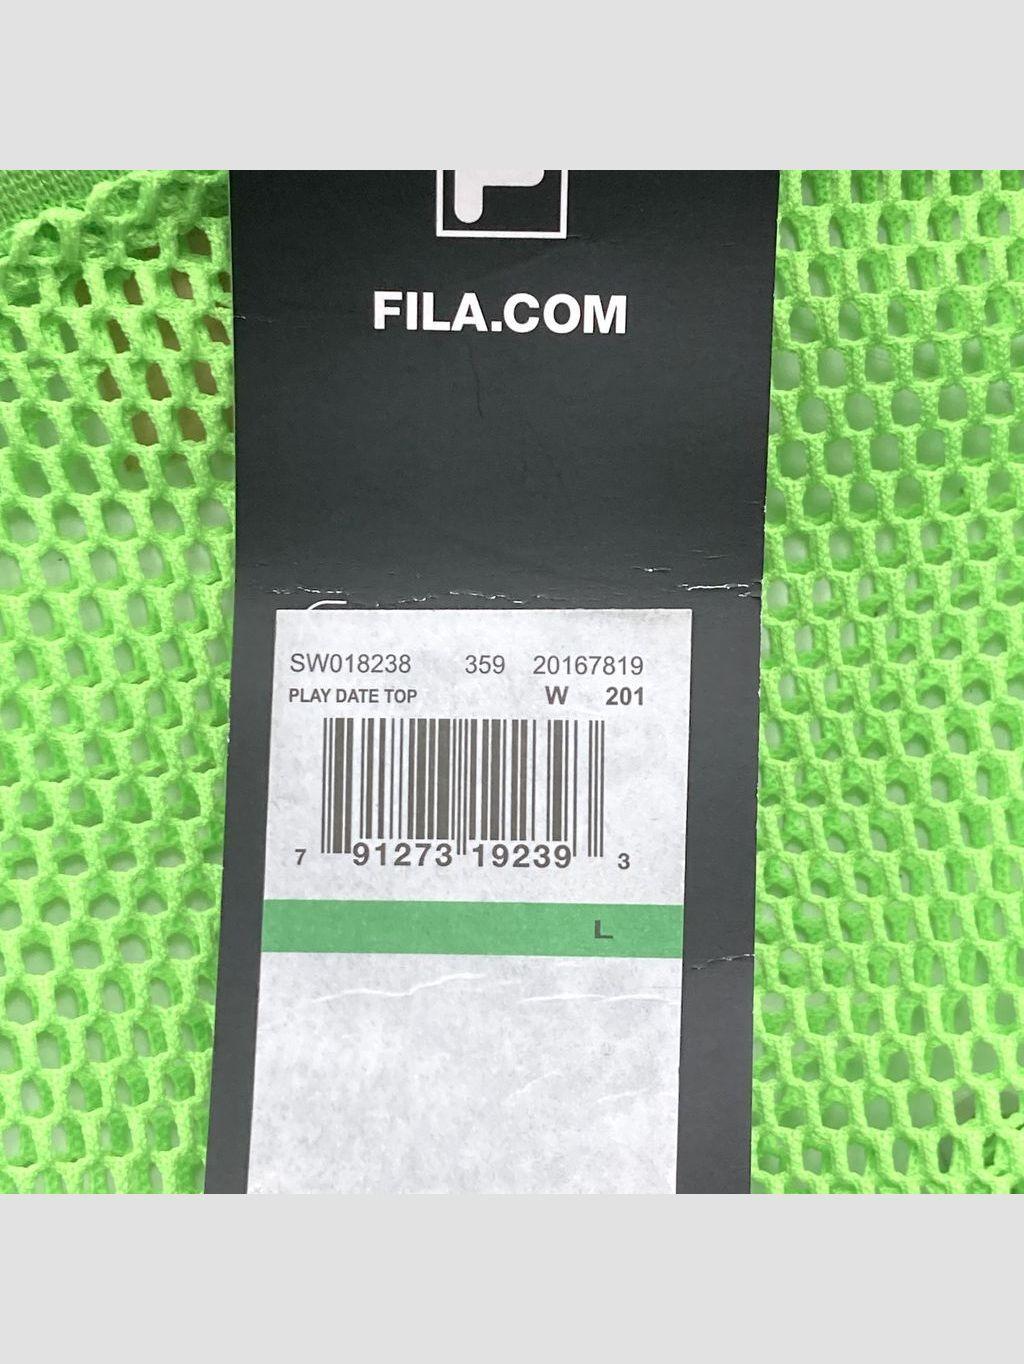 FILA.COM
SW018238 359 20167819
PLAY DATE TOP W 201
7 91273 19239 3
L